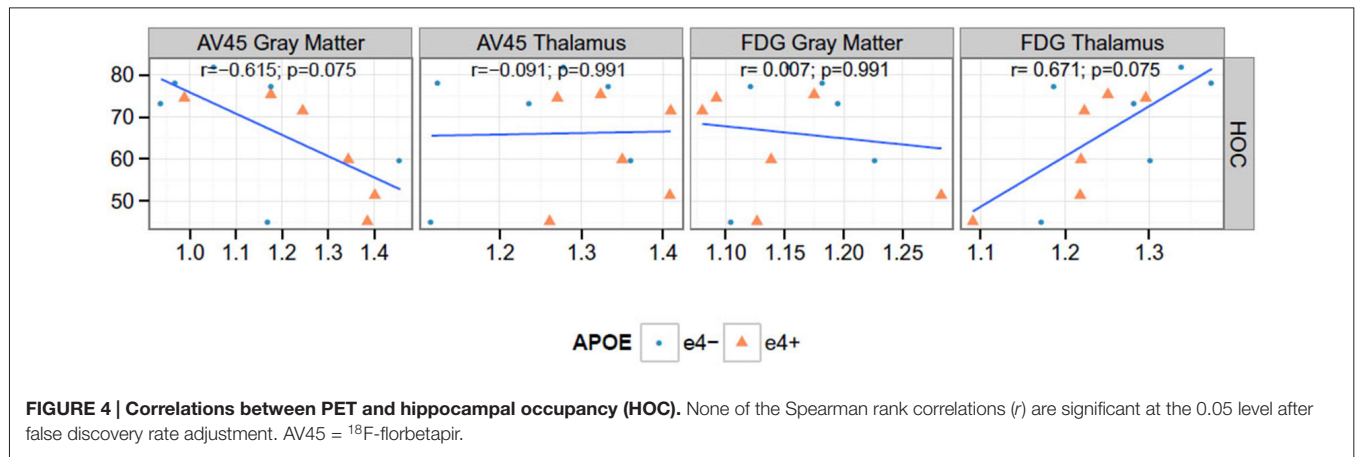 AV45 Gray Matter AV45 Thalamus FDG Gray Matter FDG Thalamus
r=−0.615; p=0.075 r=−0.091; p=0.991 r= 0.007; p=0.991 r= 0.671; p=0.075
80
70
60
50
HOC
1.0 1.1 1.2 1.3 1.4 1.2 1.3 1.4 1.10 1.15 1.20 1.25 1.1 1.2 1.3
APOE e4− e4+
FIGURE 4 | Correlations between PET and hippocampal occupancy (HOC). None of the Spearman rank correlations (r) are significant at the 0.05 level after
false discovery rate adjustment. AV45 = ¹⁸F-florbetapir.